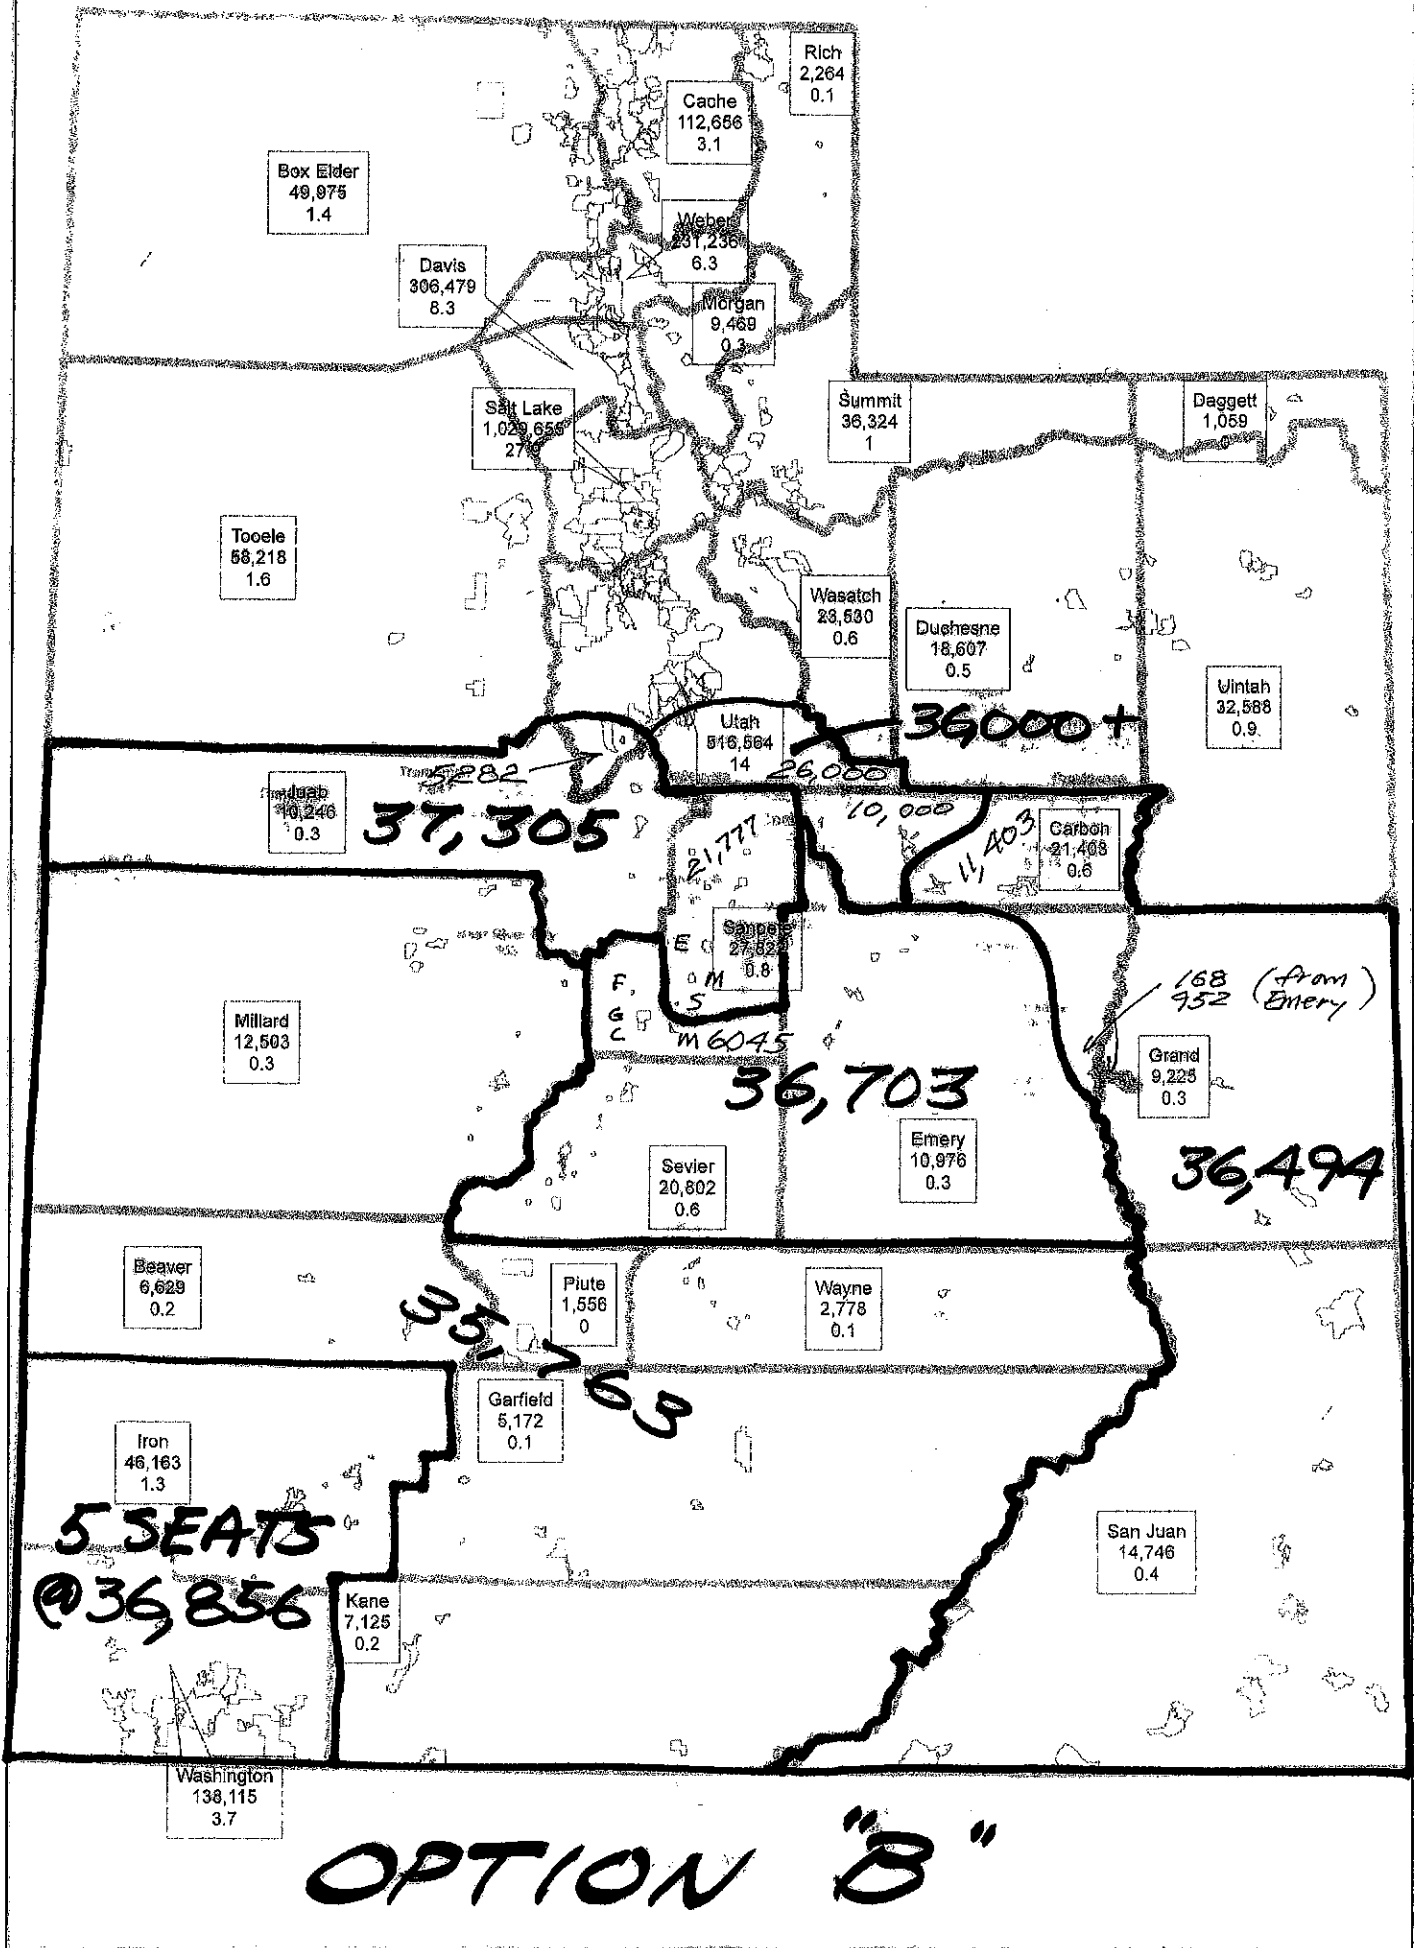 Rich
2,264
0.1
Cache
112,656
3.1
Box Elder
49,975
1.4
Weber
231,236
6.3
Davis
306,479
8.3
Morgan
9,469
0.3
Salt Lake
1,029,655
Summit
36,324
1
Daggett
1,059
0
Tooele
58,218
1.6
Wasatch
23,530
0.6
Duchesne
18,607
0.5
Uintah
32,588
0.9
Utah
516,564
14
36,000+
5282
26,000
Juab
10,246
0.3
37,305
10,000
21,777
11,403
Carbon
21,403
0.6
Sanpete
27,822
0.8
E
M
S
F
G
C
M 6045
168 (from
952 Emery)
Millard
12,503
0.3
Grand
9,225
0.3
36,703
Emery
10,976
0.3
36,494
Sevier
20,802
0.6
Beaver
6,629
0.2
Piute
1,556
0
Wayne
2,778
0.1
35,763
Garfield
5,172
0.1
Iron
46,163
1.3
5 SEATS
@36,856
San Juan
14,746
0.4
Kane
7,125
0.2
Washington
138,115
3.7
OPTION "B"